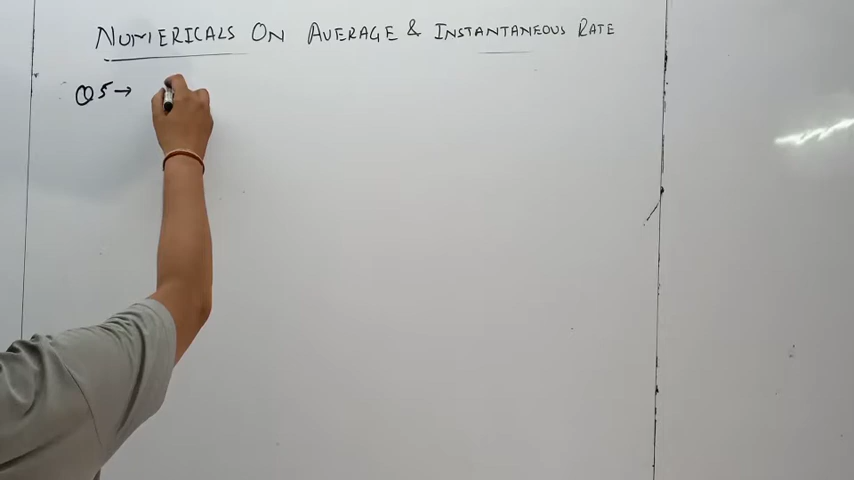 NUMERICALS ON AVERAGE & INSTANTANEOUS RATE
Q5→